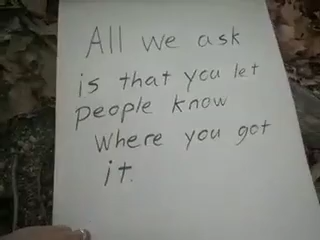 All we ask
is that you let
people know
where you got
it.